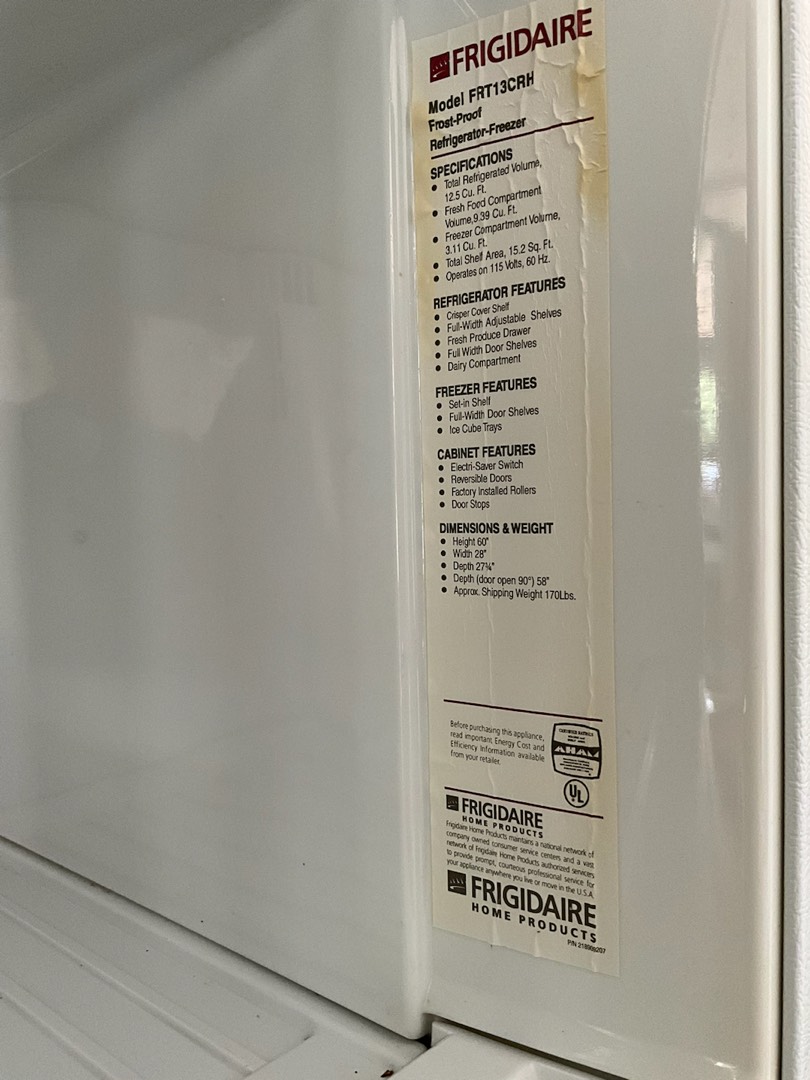 FRIGIDAIRE
Model FRT13CRH
Frost-Proof
Refrigerator-Freezer
SPECIFICATIONS
● Total Refrigerated Volume,
12.5 Cu. Ft.
● Fresh Food Compartment
Volume,9.39 Cu. Ft.
● Freezer Compartment Volume,
3.11 Cu. Ft.
● Total Shelf Area, 15.2 Sq. Ft.
● Operates on 115 Volts, 60 Hz.
REFRIGERATOR FEATURES
● Crisper Cover Shelf
● Full-Width Adjustable Shelves
● Fresh Produce Drawer
● Full Width Door Shelves
● Dairy Compartment
FREEZER FEATURES
● Set-in Shelf
● Full-Width Door Shelves
● Ice Cube Trays
CABINET FEATURES
● Electri-Saver Switch
● Reversible Doors
● Factory Installed Rollers
● Door Stops
DIMENSIONS & WEIGHT
● Height 60"
● Width 28"
● Depth 27¼"
● Depth (door open 90°) 58"
● Approx. Shipping Weight 170Lbs.
Before purchasing this appliance,
read important Energy Cost and
Efficiency Information available
from your retailer.
AHAM
UL
FRIGIDAIRE
HOME PRODUCTS
Frigidaire Home Products maintains a national network of
company owned consumer service centers and a vast
network of Frigidaire Home Products authorized servicers
to provide prompt, courteous professional service for
your appliance anywhere you live or move in the U.S.A.
FRIGIDAIRE
HOME PRODUCTS
P/N